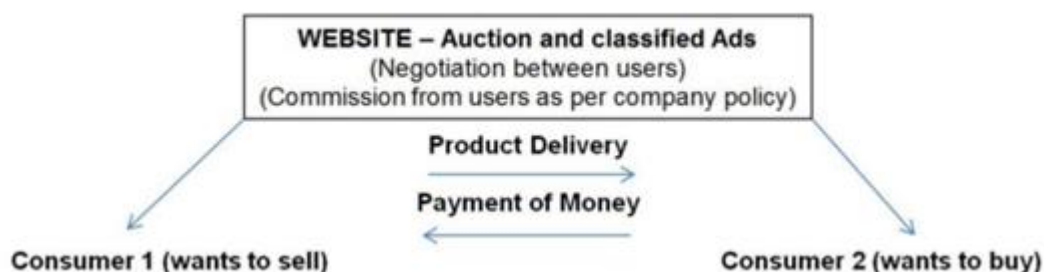 WEBSITE – Auction and classified Ads
(Negotiation between users)
(Commission from users as per company policy)
Product Delivery
Payment of Money
Consumer 1 (wants to sell)
Consumer 2 (wants to buy)